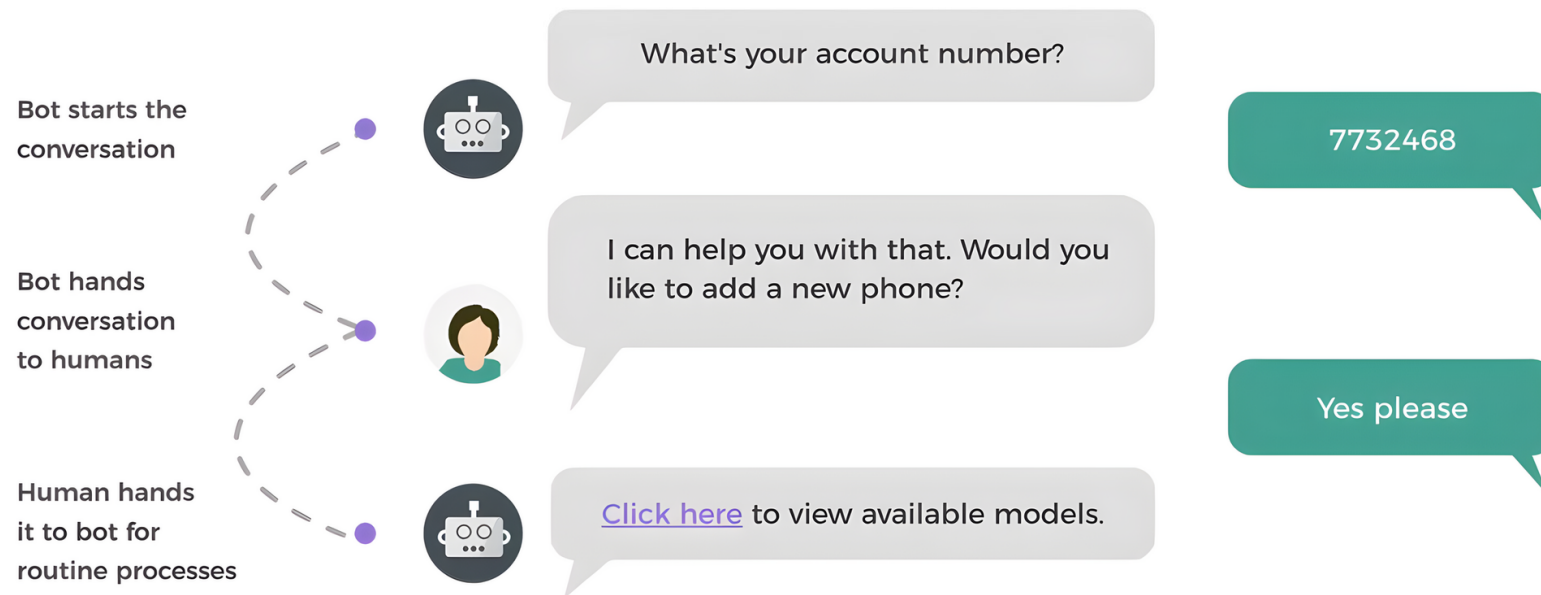 What's your account number?
Bot starts the
conversation
7732468
I can help you with that. Would you
like to add a new phone?
Bot hands
conversation
to humans
Yes please
Human hands
it to bot for
routine processes
Click here to view available models.